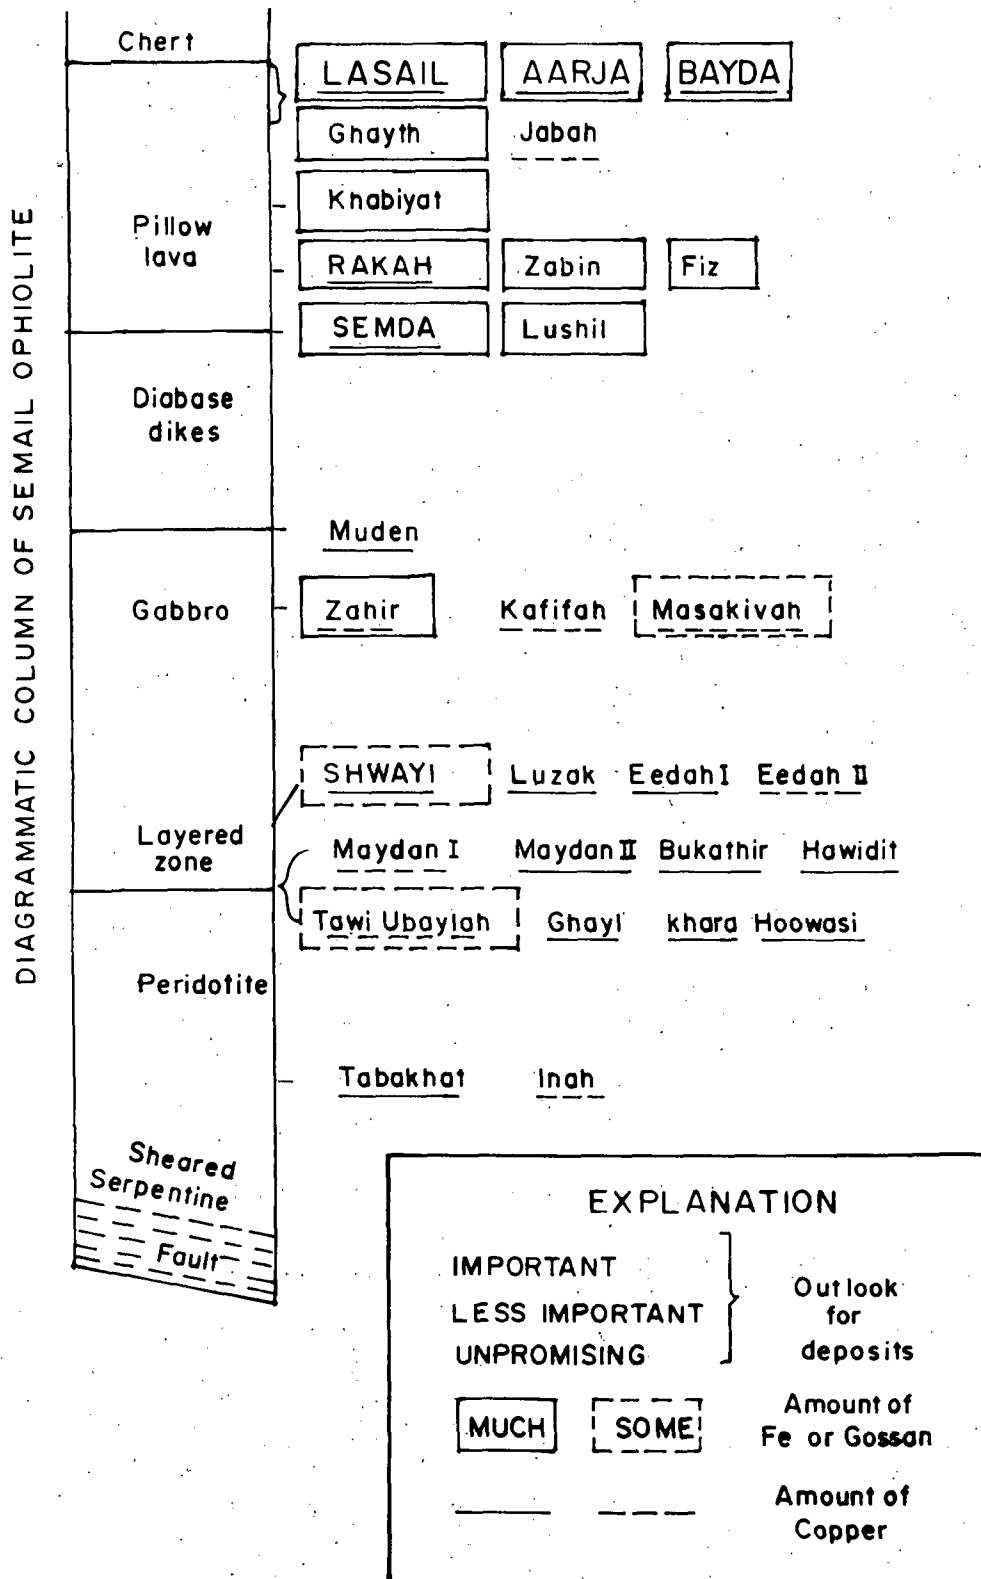 DIAGRAMMATIC COLUMN OF SEMAIL OPHIOLITE
Chert
LASAIL AARJA BAYDA
Ghayth Jabah
Khabiyat
Pillow
lava
RAKAH Zabin Fiz
SEMDA Lushil
Diabase
dikes
Muden
Gabbro
Zahir Kafifah Masakivah
SHWAYI Luzak Eedah I Eedah II
Layered
zone
Maydan I Maydan II Bukathir Hawidit
Tawi Ubaylah Ghayl khara Hoowasi
Peridotite
Tabakhat Inah
Sheared
Serpentine
Fault
EXPLANATION
IMPORTANT
LESS IMPORTANT
UNPROMISING
Outlook
for
deposits
MUCH SOME
Amount of
Fe or Gossan
Amount of
Copper